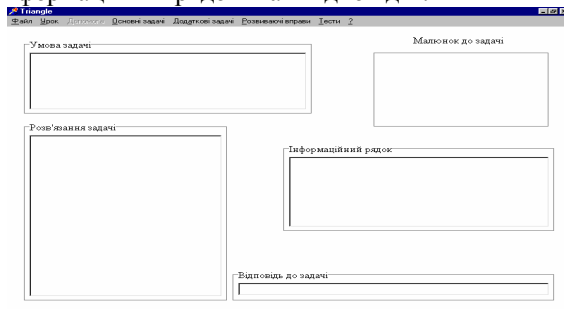 Triangle
Файл Урок Допомога Основні задачі Додаткові задачі Розвиваючі вправи Тести ?
Умова задачі
Малюнок до задачі
Розв'язання задачі
Інформаційний рядок
Відповідь до задачі